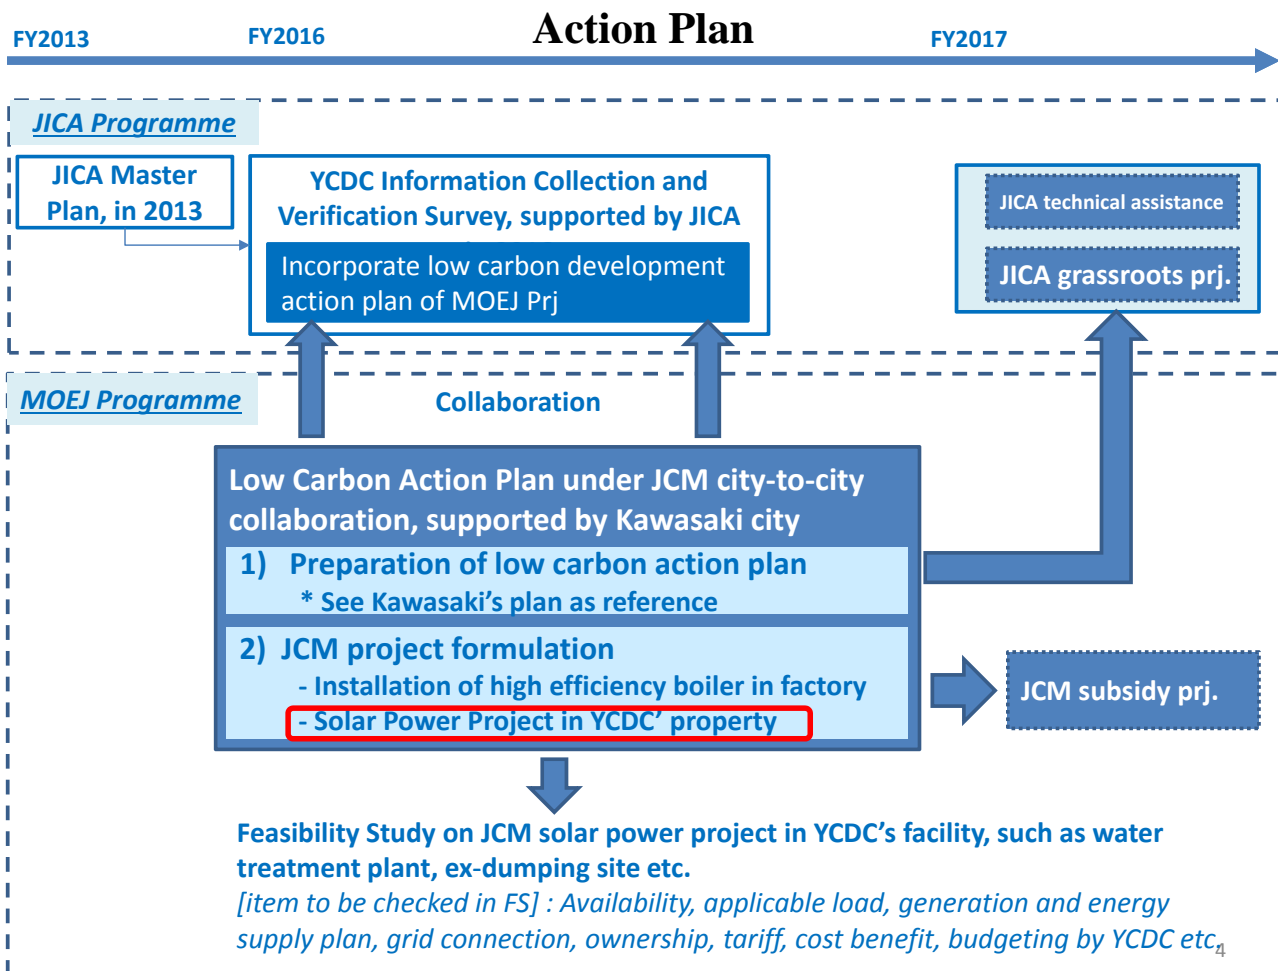 Action Plan
FY2013
FY2016
FY2017
JICA Programme
JICA Master
Plan, in 2013
YCDC Information Collection and
Verification Survey, supported by JICA
Incorporate low carbon development
action plan of MOEJ Prj
JICA technical assistance
JICA grassroots prj.
MOEJ Programme
Collaboration
Low Carbon Action Plan under JCM city-to-city
collaboration, supported by Kawasaki city
1) Preparation of low carbon action plan
* See Kawasaki's plan as reference
2) JCM project formulation
- Installation of high efficiency boiler in factory
- Solar Power Project in YCDC' property
JCM subsidy prj.
Feasibility Study on JCM solar power project in YCDC's facility, such as water
treatment plant, ex-dumping site etc.
[item to be checked in FS] : Availability, applicable load, generation and energy
supply plan, grid connection, ownership, tariff, cost benefit, budgeting by YCDC etc.
4